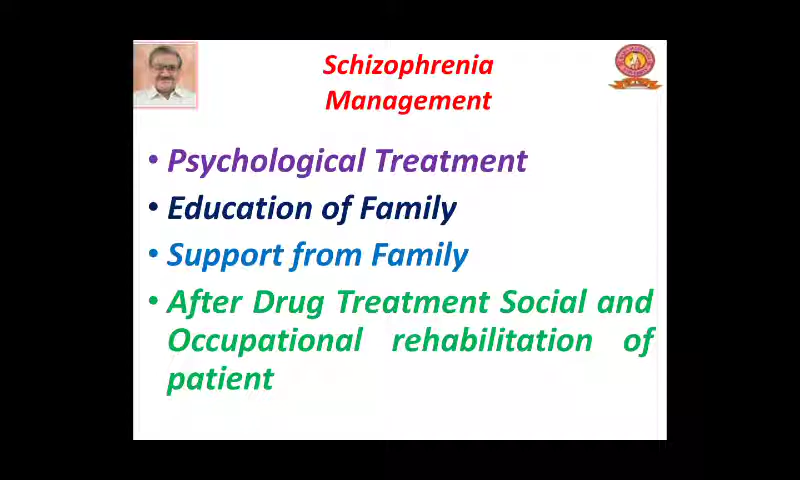 Schizophrenia
Management
• Psychological Treatment
• Education of Family
• Support from Family
• After Drug Treatment Social and
Occupational rehabilitation of
patient